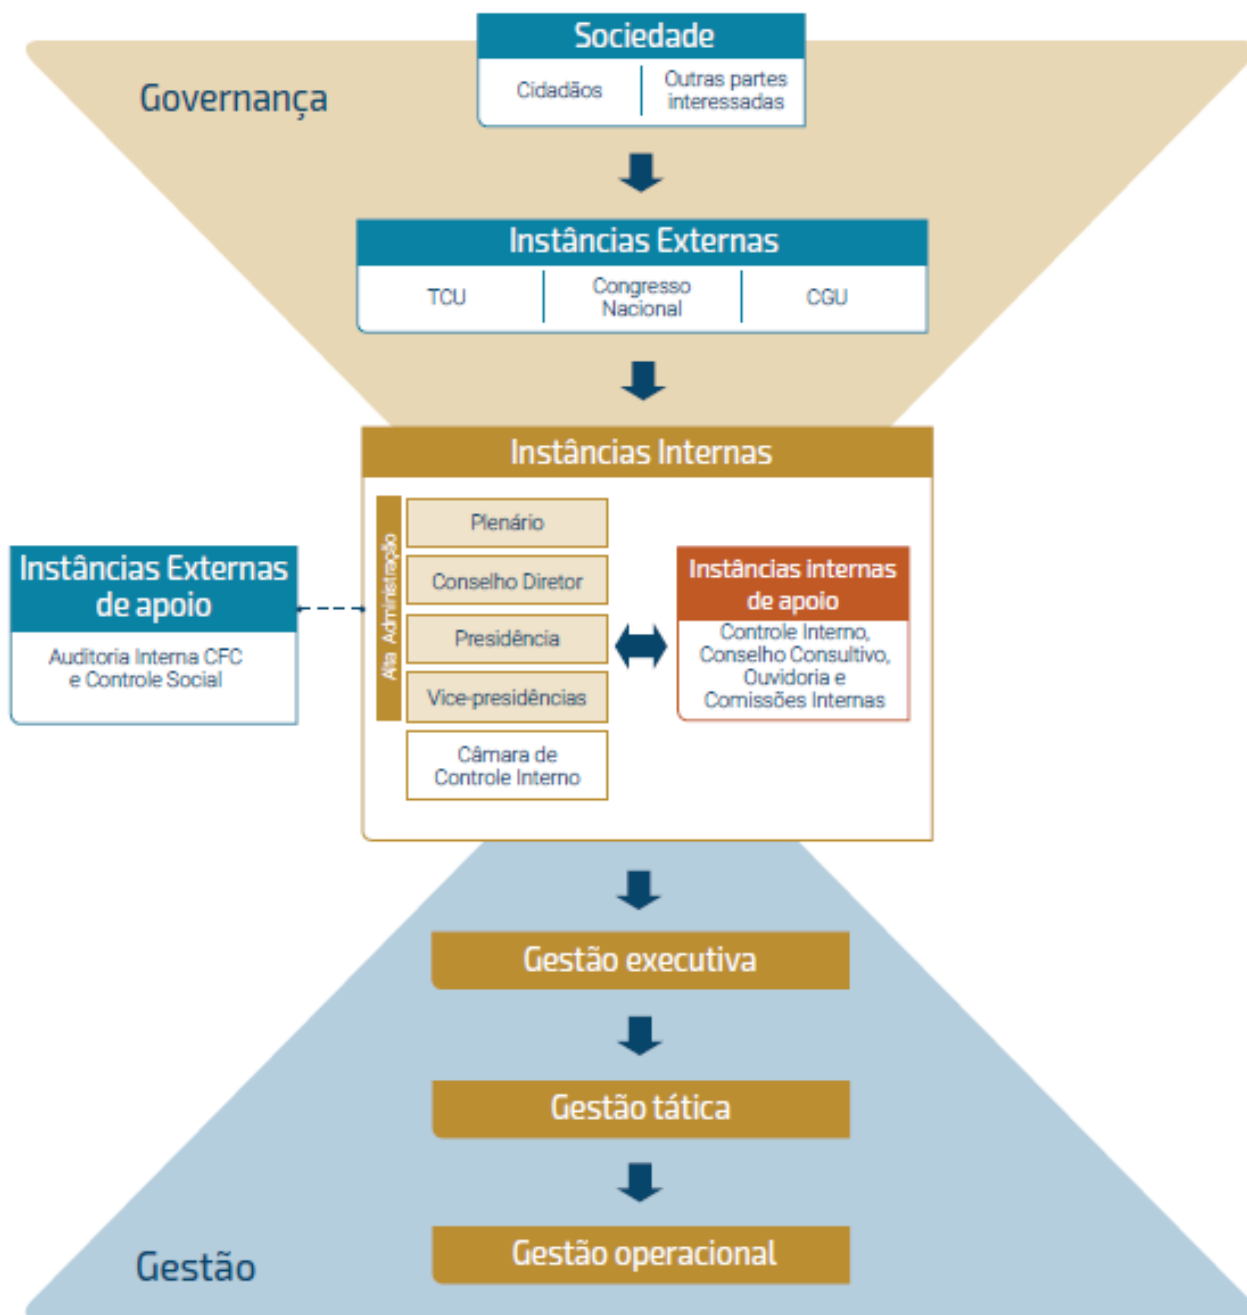 Governança
Sociedade
Cidadãos
Outras partes
interessadas
Instâncias Externas
TCU
Congresso
Nacional
CGU
Instâncias Internas
Alta Administração
Plenário
Conselho Diretor
Presidência
Vice-presidências
Câmara de
Controle Interno
Instâncias Externas
de apoio
Auditoria Interna CFC
e Controle Social
Instâncias internas
de apoio
Controle Interno,
Conselho Consultivo,
Ouvidoria e
Comissões Internas
Gestão executiva
Gestão tática
Gestão operacional
Gestão